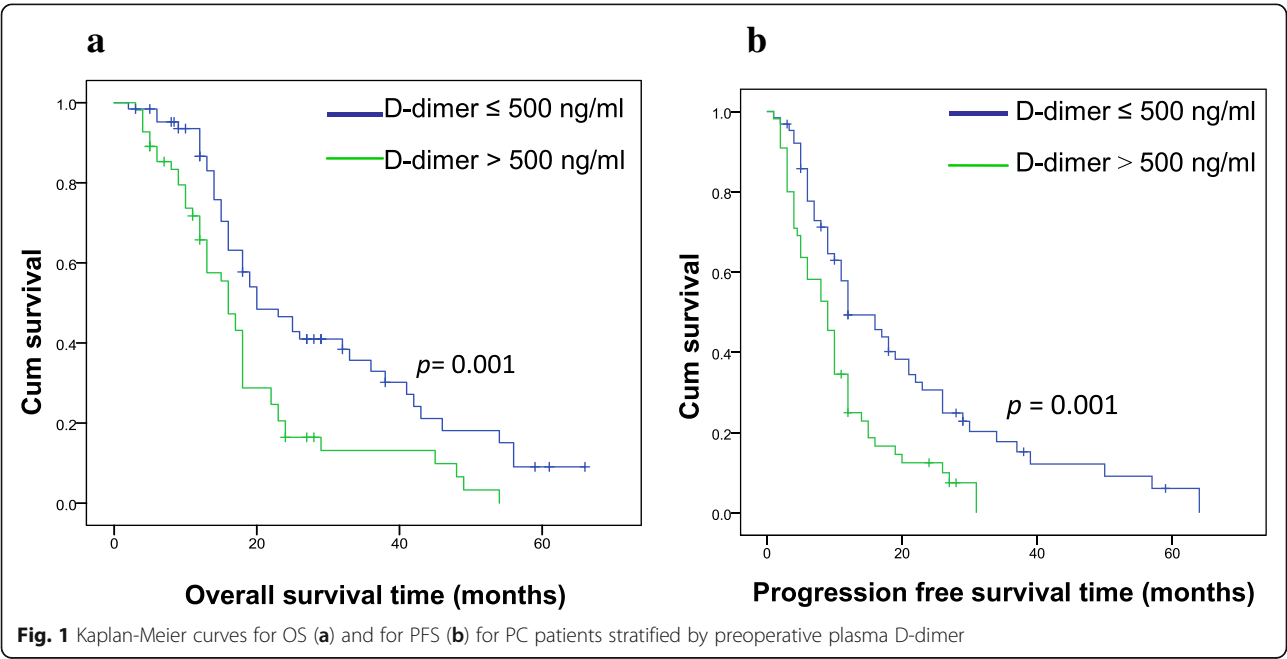 a
1.0
0.8
0.6
0.4
0.2
0.0
Cum survival
D-dimer ≤ 500 ng/ml
D-dimer > 500 ng/ml
p= 0.001
0 20 40 60
Overall survival time (months)
b
1.0
0.8
0.6
0.4
0.2
0.0
Cum survival
D-dimer ≤ 500 ng/ml
D-dimer > 500 ng/ml
p = 0.001
0 20 40 60
Progression free survival time (months)
Fig. 1 Kaplan-Meier curves for OS (a) and for PFS (b) for PC patients stratified by preoperative plasma D-dimer